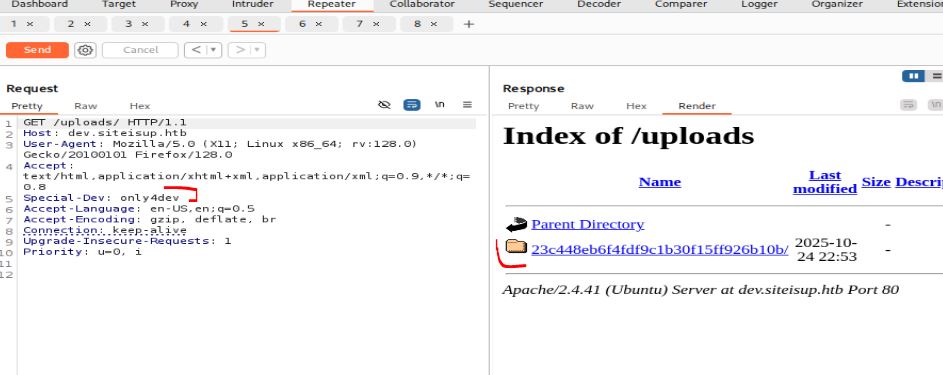 Dashboard Target Proxy Intruder Repeater Collaborator Sequencer Decoder Comparer Logger Organizer
1 × 2 × 3 × 4 × 5 × 6 × 7 × 8 × +
Send Cancel < | ▾ > | ▾
Request
Pretty Raw Hex \n
1 GET /uploads/ HTTP/1.1
2 Host: dev.siteisup.htb
3 User-Agent: Mozilla/5.0 (X11; Linux x86_64; rv:128.0)
Gecko/20100101 Firefox/128.0
4 Accept:
text/html,application/xhtml+xml,application/xml;q=0.9,*/*;q=
0.8
5 Special-Dev: only4dev
6 Accept-Language: en-US,en;q=0.5
7 Accept-Encoding: gzip, deflate, br
8 Connection: keep-alive
9 Upgrade-Insecure-Requests: 1
10 Priority: u=0, i
11
12
Response
Pretty Raw Hex Render \n
Index of /uploads
Name Last modified Size Descri
Parent Directory -
23c448eb6f4fdf9c1b30f15ff926b10b/ 2025-10-24 22:53 -
Apache/2.4.41 (Ubuntu) Server at dev.siteisup.htb Port 80